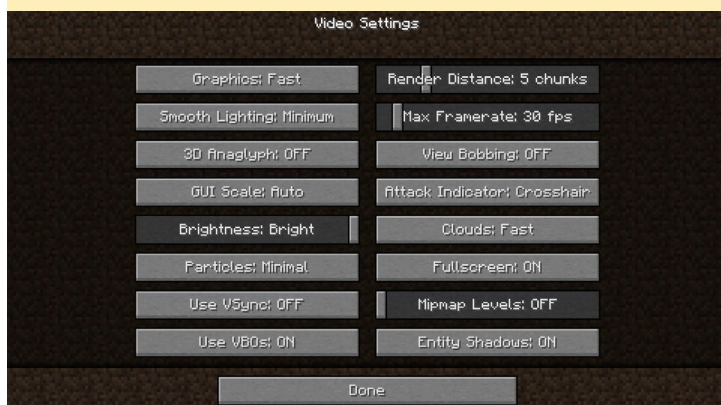 Video Settings
Graphics: Fast
Render Distance: 5 chunks
Smooth Lighting: Minimum
Max Framerate: 30 fps
3D Anaglyph: OFF
View Bobbing: OFF
GUI Scale: Auto
Attack Indicator: Crosshair
Brightness: Bright
Clouds: Fast
Particles: Minimal
Fullscreen: ON
Use VSync: OFF
Mipmap Levels: OFF
Use VBOs: ON
Entity Shadows: ON
Done